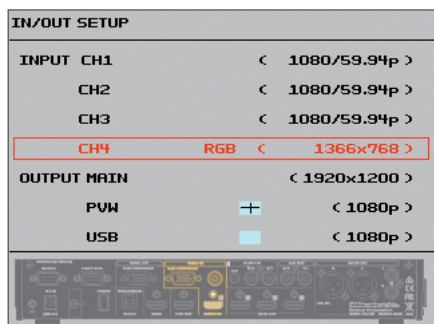 IN/OUT SETUP
INPUT CH1 ( 1080/59.94p )
CH2 ( 1080/59.94p )
CH3 ( 1080/59.94p )
CH4 RGB ( 1366x768 )
OUTPUT MAIN ( 1920x1200 )
PVW ( 1080p )
USB ( 1080p )